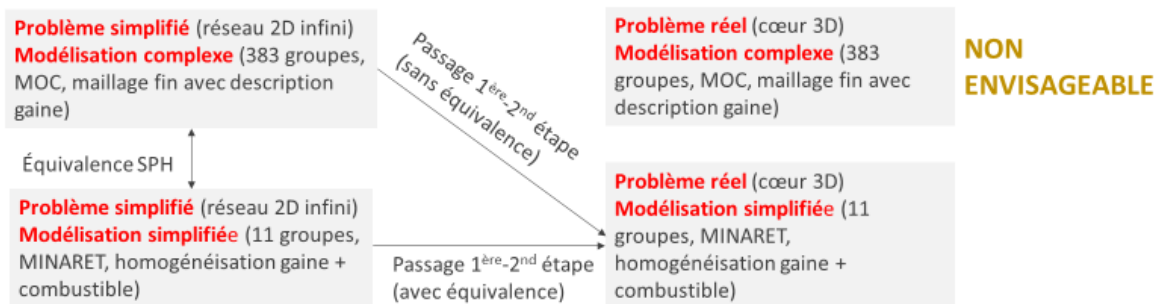 Problème simplifié (réseau 2D infini)
Modélisation complexe (383 groupes,
MOC, maillage fin avec description
gaine)
Équivalence SPH
Problème simplifié (réseau 2D infini)
Modélisation simplifiée (11 groupes,
MINARET, homogénéisation gaine +
combustible)
Passage 1ère-2nd étape
(sans équivalence)
Passage 1ère-2nd étape
(avec équivalence)
Problème réel (cœur 3D)
Modélisation complexe (383
groupes, MOC, maillage fin avec
description gaine)
NON
ENVISAGEABLE
Problème réel (cœur 3D)
Modélisation simplifiée (11
groupes, MINARET,
homogénéisation gaine +
combustible)